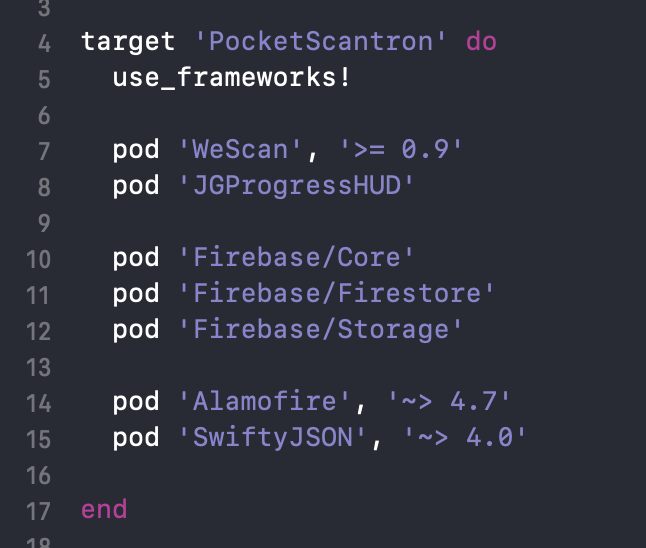 3
4 target 'PocketScantron' do
5 use_frameworks!
6
7 pod 'WeScan', '>= 0.9'
8 pod 'JGProgressHUD'
9
10 pod 'Firebase/Core'
11 pod 'Firebase/Firestore'
12 pod 'Firebase/Storage'
13
14 pod 'Alamofire', '~> 4.7'
15 pod 'SwiftyJSON', '~> 4.0'
16
17 end
18